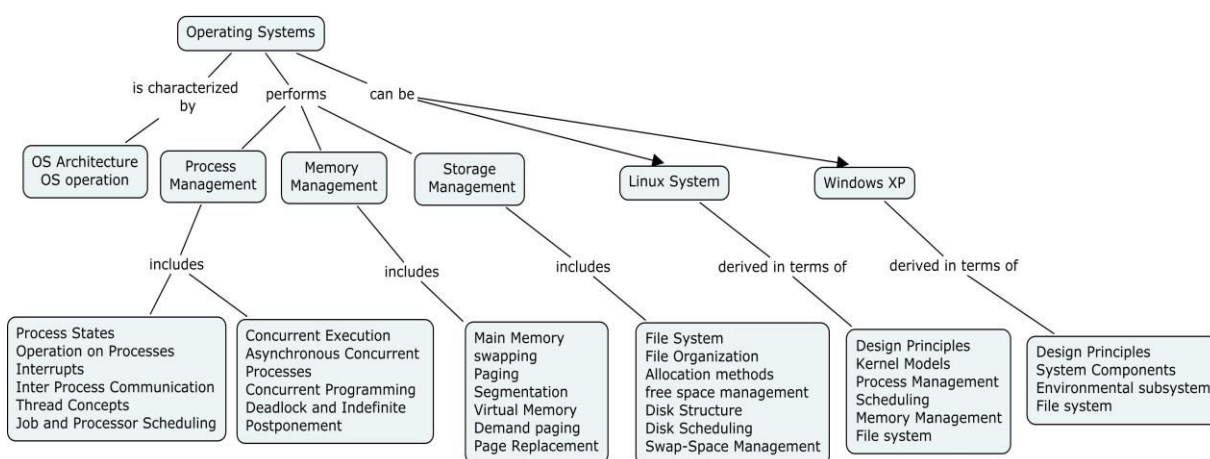 Operating Systems
is characterized
by
performs
can be
OS Architecture
OS operation
Process
Management
Memory
Management
Storage
Management
Linux System
Windows XP
includes
includes
includes
derived in terms of
derived in terms of
Process States
Operation on Processes
Interrupts
Inter Process Communication
Thread Concepts
Job and Processor Scheduling
Concurrent Execution
Asynchronous Concurrent
Processes
Concurrent Programming
Deadlock and Indefinite
Postponement
Main Memory
swapping
Paging
Segmentation
Virtual Memory
Demand paging
Page Replacement
File System
File Organization
Allocation methods
free space management
Disk Structure
Disk Scheduling
Swap-Space Management
Design Principles
Kernel Models
Process Management
Scheduling
Memory Management
File system
Design Principles
System Components
Environmental subsystem
File system